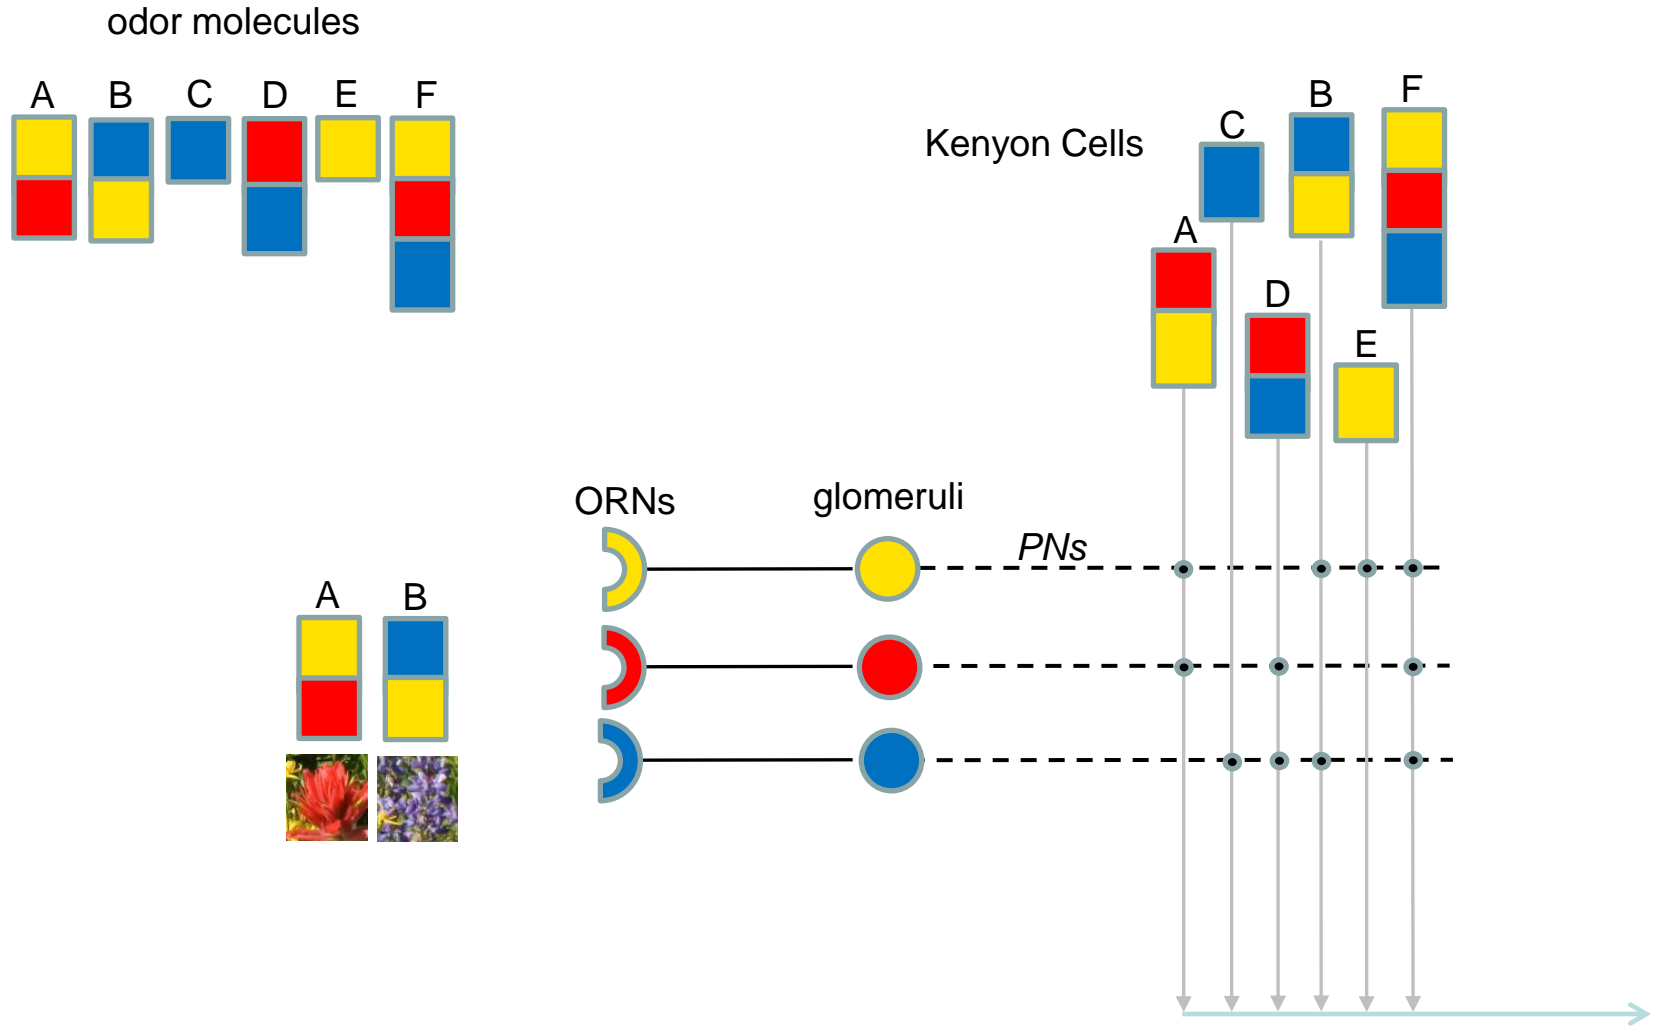 odor molecules
A B C D E F
Kenyon Cells
A C D B E F
ORNs
glomeruli
PNs
A B